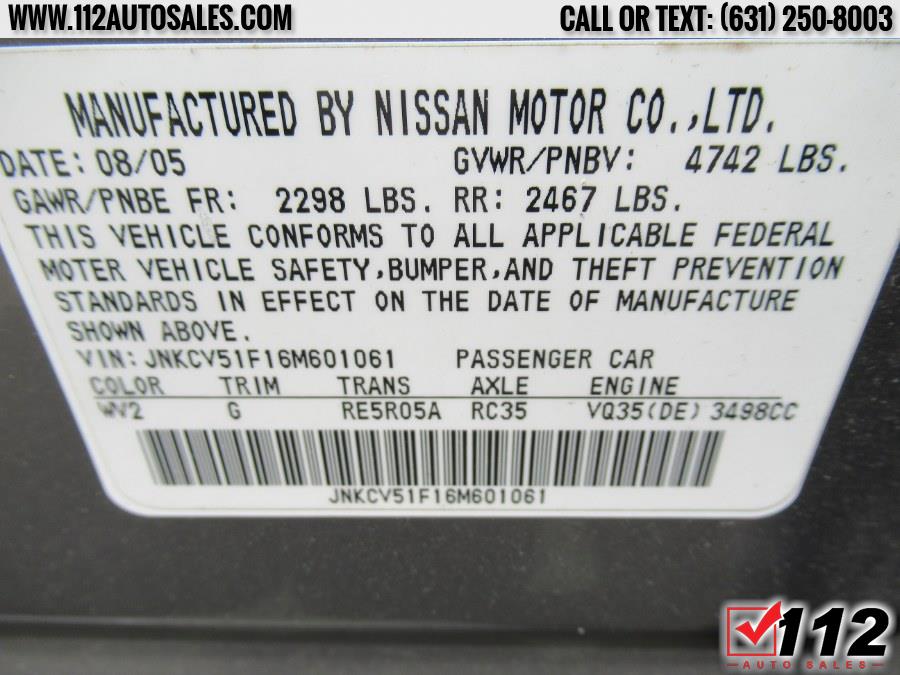 WWW.112AUTOSALES.COM
CALL OR TEXT: (631) 250-8003
MANUFACTURED BY NISSAN MOTOR CO.,LTD.
DATE: 08/05 GVWR/PNBV: 4742 LBS.
GAWR/PNBE FR: 2298 LBS. RR: 2467 LBS.
THIS VEHICLE CONFORMS TO ALL APPLICABLE FEDERAL
MOTER VEHICLE SAFETY,BUMPER,AND THEFT PREVENTION
STANDARDS IN EFFECT ON THE DATE OF MANUFACTURE
SHOWN ABOVE.
VIN: JNKCV51F16M601061 PASSENGER CAR
COLOR TRIM TRANS AXLE ENGINE
WV2 G RE5R05A RC35 VQ35(DE) 3498CC
JNKCV51F16M601061
112
AUTO SALES